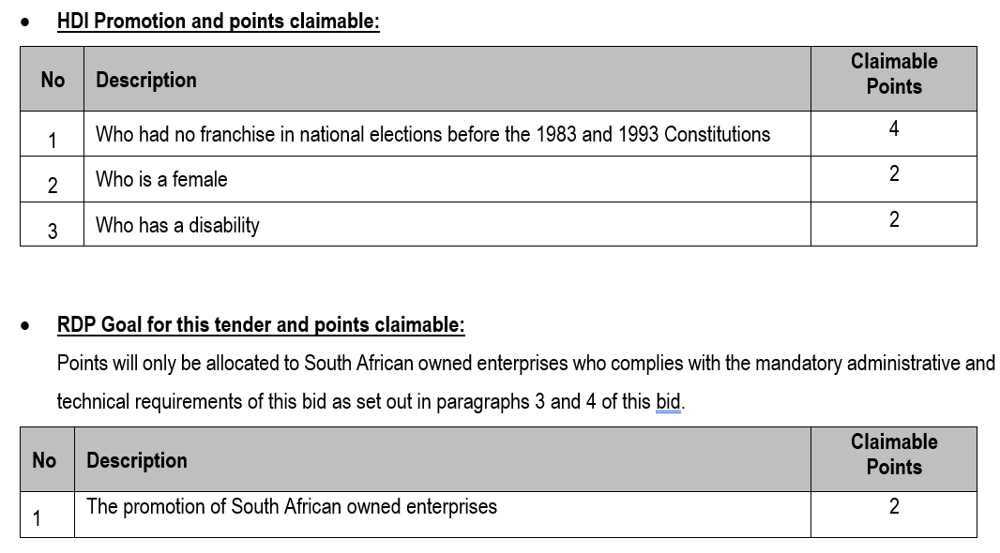 • HDI Promotion and points claimable:
No Description Claimable Points
1 Who had no franchise in national elections before the 1983 and 1993 Constitutions 4
2 Who is a female 2
3 Who has a disability 2
• RDP Goal for this tender and points claimable:
Points will only be allocated to South African owned enterprises who complies with the mandatory administrative and
technical requirements of this bid as set out in paragraphs 3 and 4 of this bid.
No Description Claimable Points
1 The promotion of South African owned enterprises 2